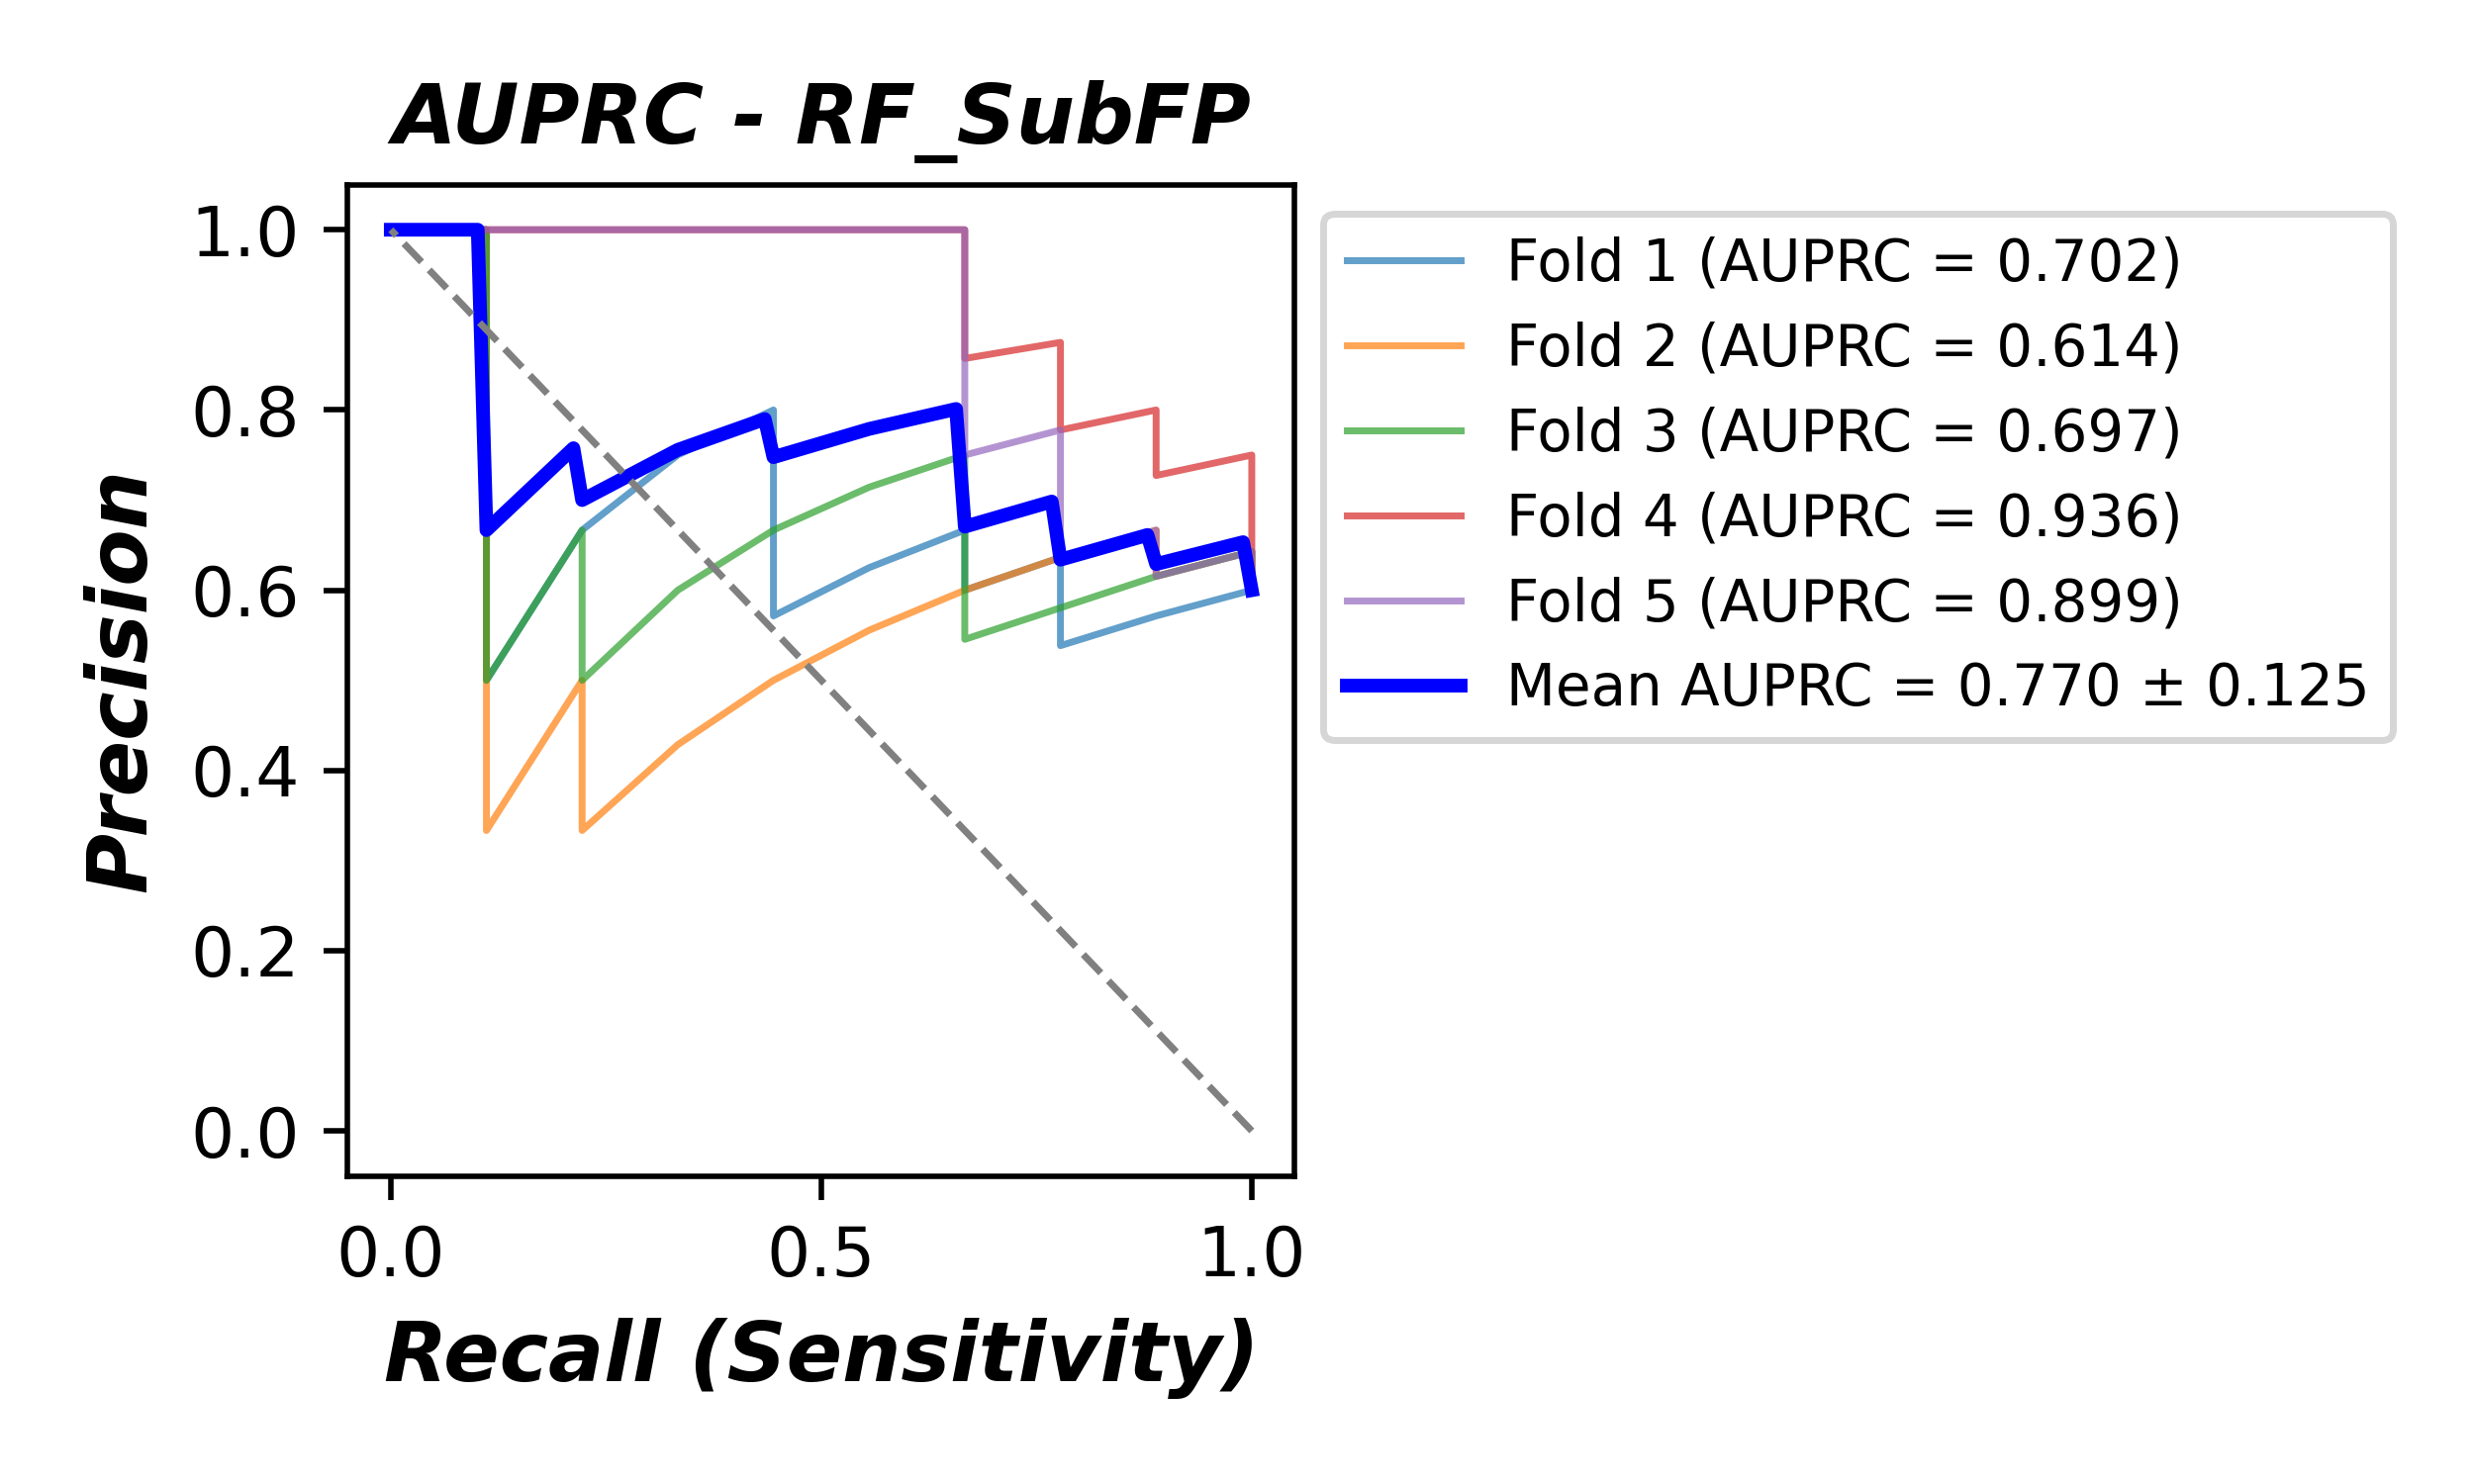 AUPRC - RF_SubFP
Precision
1.0
0.8
0.6
0.4
0.2
0.0
0.0 0.5 1.0
Recall (Sensitivity)
Fold 1 (AUPRC = 0.702)
Fold 2 (AUPRC = 0.614)
Fold 3 (AUPRC = 0.697)
Fold 4 (AUPRC = 0.936)
Fold 5 (AUPRC = 0.899)
Mean AUPRC = 0.770 ± 0.125